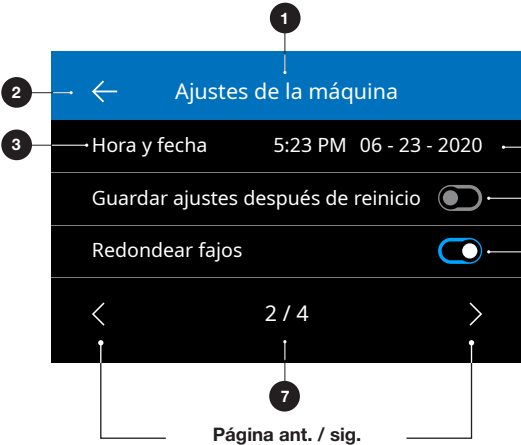 1
2
Ajustes de la máquina
3
Hora y fecha 5:23 PM 06 - 23 - 2020
Guardar ajustes después de reinicio
Redondear fajos
2 / 4
7
Página ant. / sig.